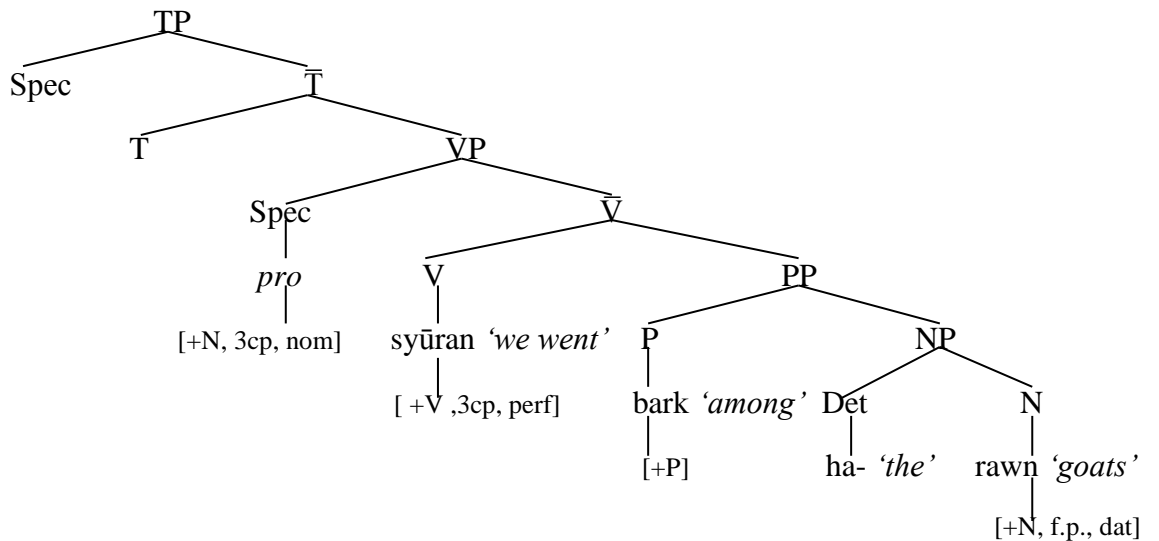 TP
Spec T̅
T VP
Spec V̅
pro V PP
[+N, 3cp, nom] syūran ‘we went’ P NP
[ +V ,3cp, perf] bark ‘among’ Det N
[+P] ha- ‘the’ rawn ‘goats’
[+N, f.p., dat]